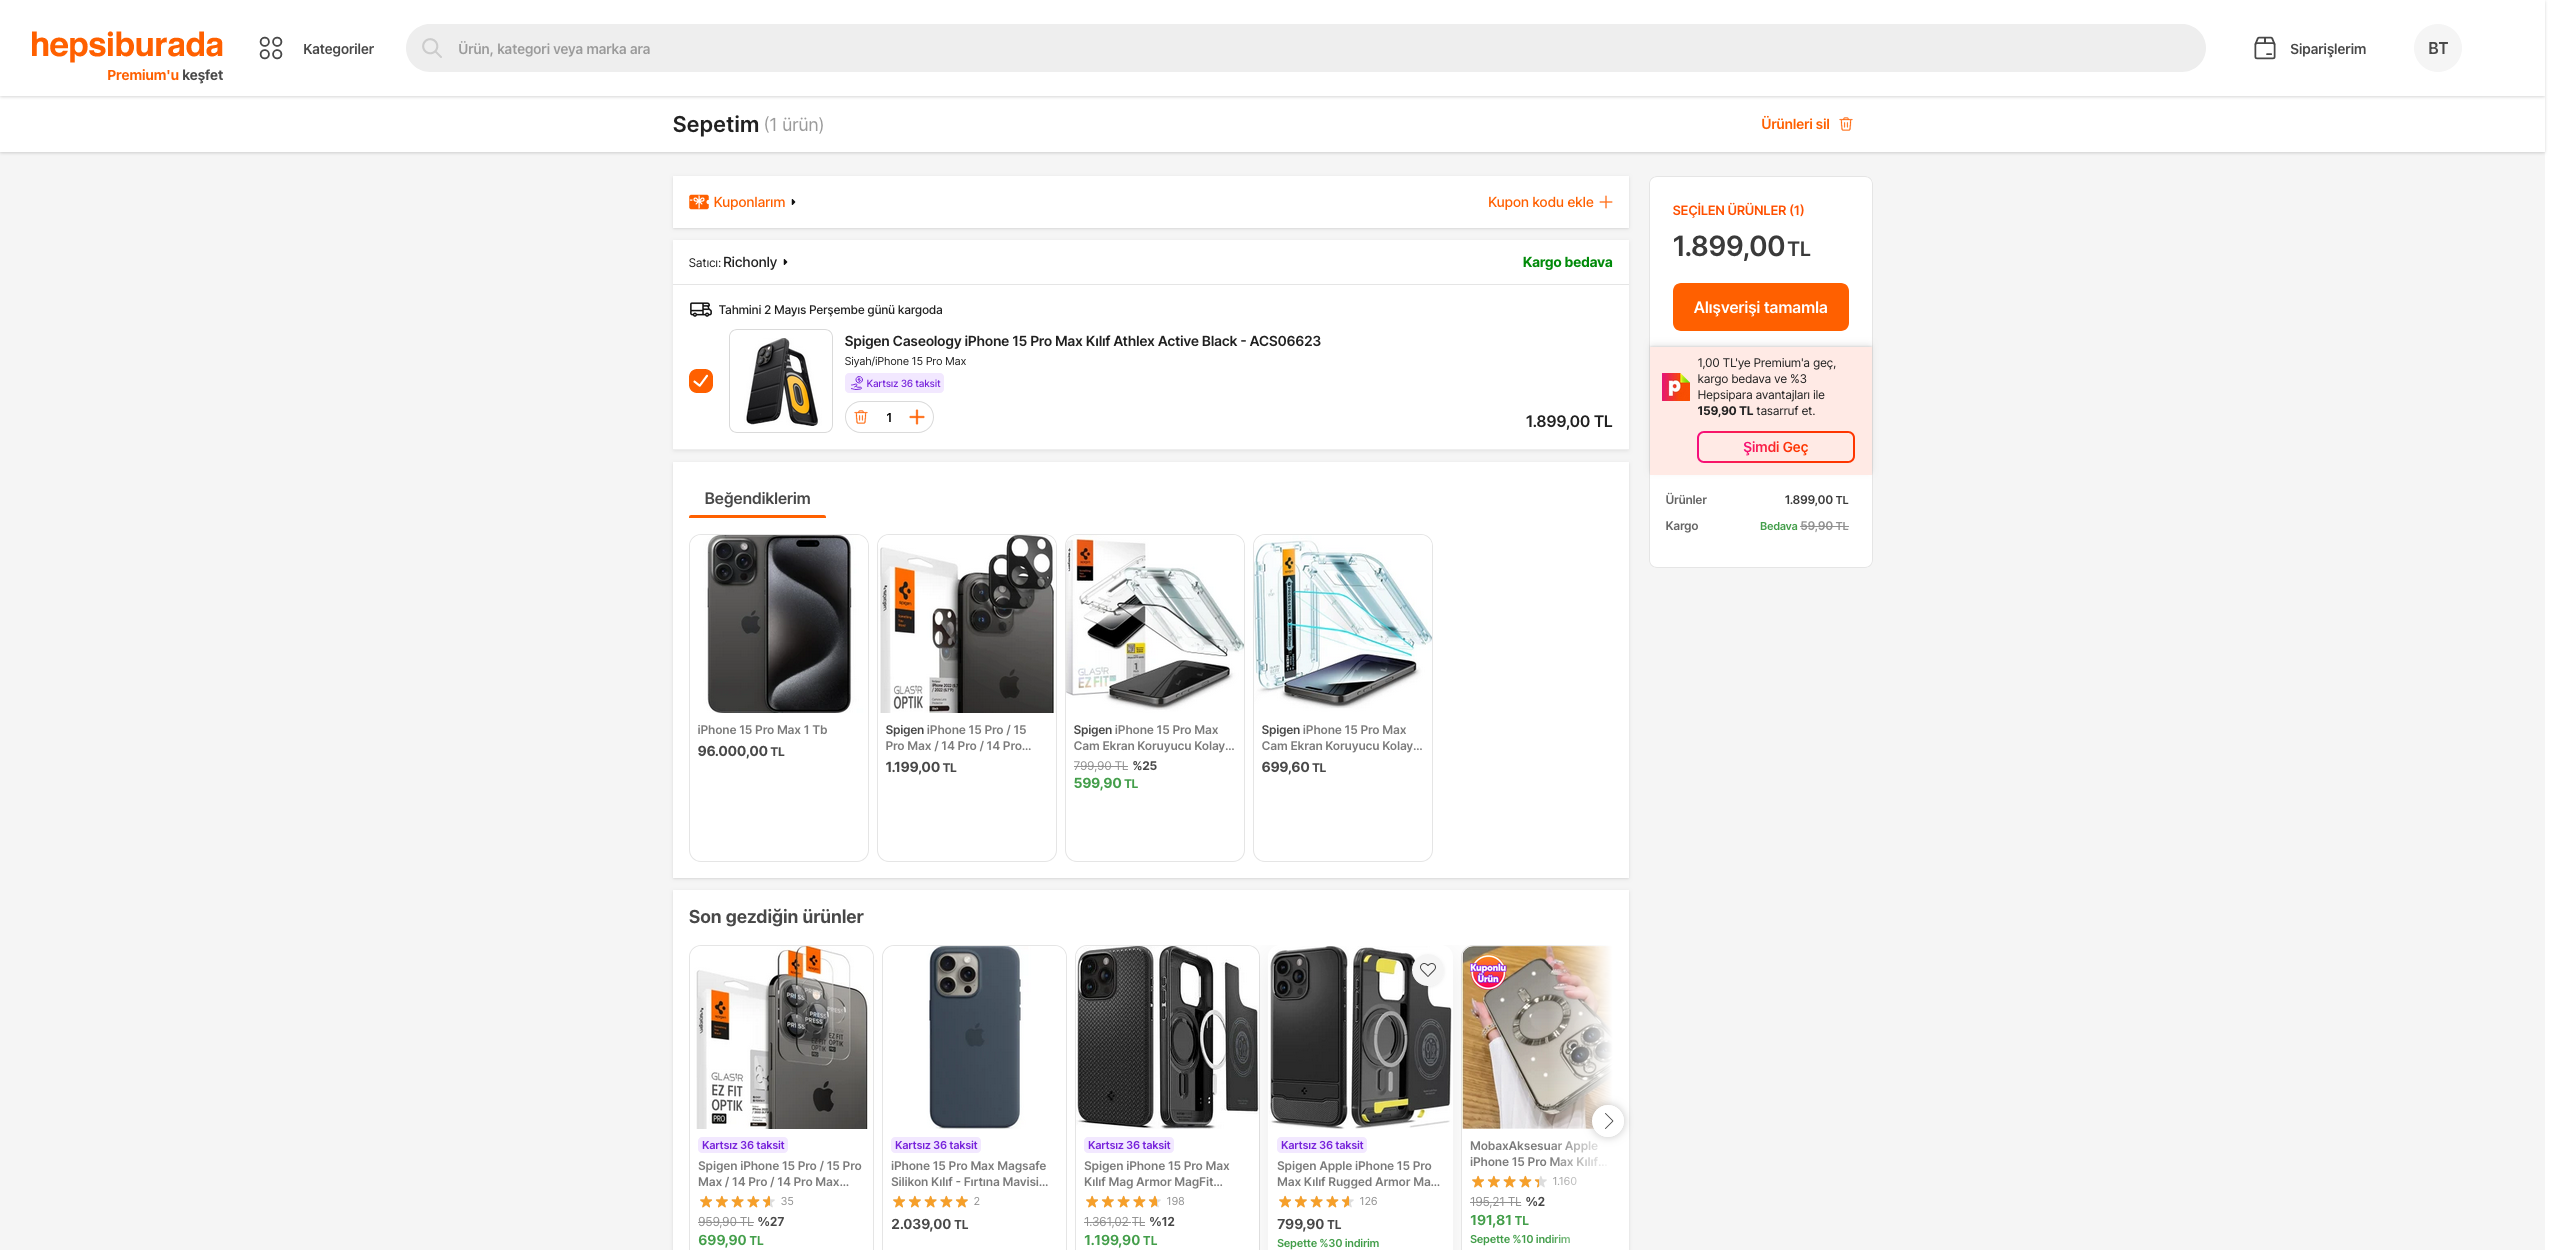 hepsiburada
Premium'u keşfet
Kategoriler
Ürün, kategori veya marka ara
Siparişlerim
BT
Sepetim (1 ürün)
Ürünleri sil
Kuponlarım
Kupon kodu ekle
Satıcı: Richonly
Kargo bedava
Tahmini 2 Mayıs Perşembe günü kargoda
Spigen Caseology iPhone 15 Pro Max Kılıf Athlex Active Black - ACS06623
Siyah/iPhone 15 Pro Max
Kartsız 36 taksit
1
1.899,00 TL
SEÇİLEN ÜRÜNLER (1)
1.899,00 TL
Alışverişi tamamla
1,00 TL'ye Premium'a geç,
kargo bedava ve %3
Hepsipara avantajları ile
159,90 TL tasarruf et.
Şimdi Geç
Ürünler 1.899,00 TL
Kargo Bedava 59,90 TL
Beğendiklerim
GLAS.tR
OPTIK
GLAS.tR
EZ FIT
iPhone 15 Pro Max 1 Tb
96.000,00 TL
Spigen iPhone 15 Pro / 15
Pro Max / 14 Pro / 14 Pro...
1.199,00 TL
Spigen iPhone 15 Pro Max
Cam Ekran Koruyucu Kolay...
799,90 TL %25
599,90 TL
Spigen iPhone 15 Pro Max
Cam Ekran Koruyucu Kolay...
699,60 TL
Son gezdiğin ürünler
GLAS.tR
EZ FIT
OPTIK
PRO
Kuponlu
Ürün
Kartsız 36 taksit
Spigen iPhone 15 Pro / 15 Pro
Max / 14 Pro / 14 Pro Max...
35
959,90 TL %27
699,90 TL
Kartsız 36 taksit
iPhone 15 Pro Max Magsafe
Silikon Kılıf - Fırtına Mavisi...
2
2.039,00 TL
Kartsız 36 taksit
Spigen iPhone 15 Pro Max
Kılıf Mag Armor MagFit...
198
1.361,02 TL %12
1.199,90 TL
Kartsız 36 taksit
Spigen Apple iPhone 15 Pro
Max Kılıf Rugged Armor Ma...
126
799,90 TL
Sepette %30 indirim
MobaxAksesuar Apple
iPhone 15 Pro Max Kılıf...
1.160
195,21 TL %2
191,81 TL
Sepette %10 indirim